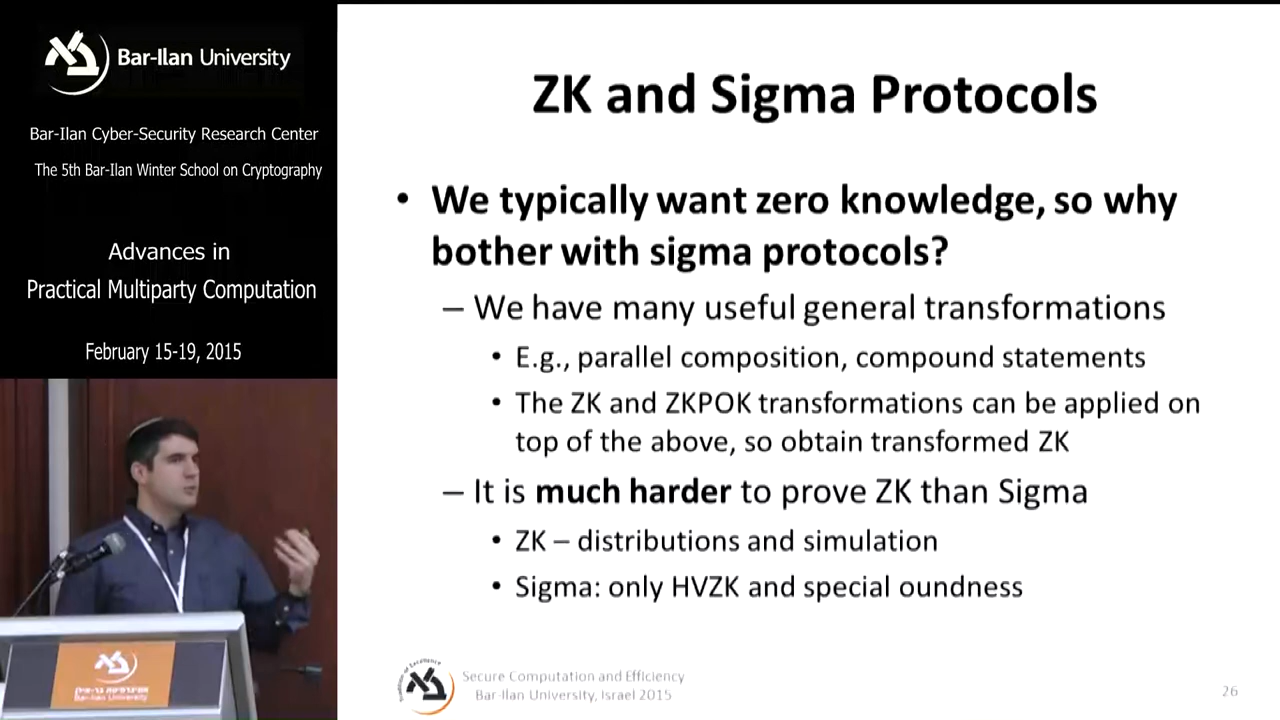 Bar-Ilan University
Bar-Ilan Cyber-Security Research Center
The 5th Bar-Ilan Winter School on Cryptography
Advances in
Practical Multiparty Computation
February 15-19, 2015
Bar-Ilan University
ZK and Sigma Protocols
• We typically want zero knowledge, so why
bother with sigma protocols?
– We have many useful general transformations
• E.g., parallel composition, compound statements
• The ZK and ZKPOK transformations can be applied on
top of the above, so obtain transformed ZK
– It is much harder to prove ZK than Sigma
• ZK – distributions and simulation
• Sigma: only HVZK and special oundness
Secure Computation and Efficiency
Bar-Ilan University, Israel 2015
26